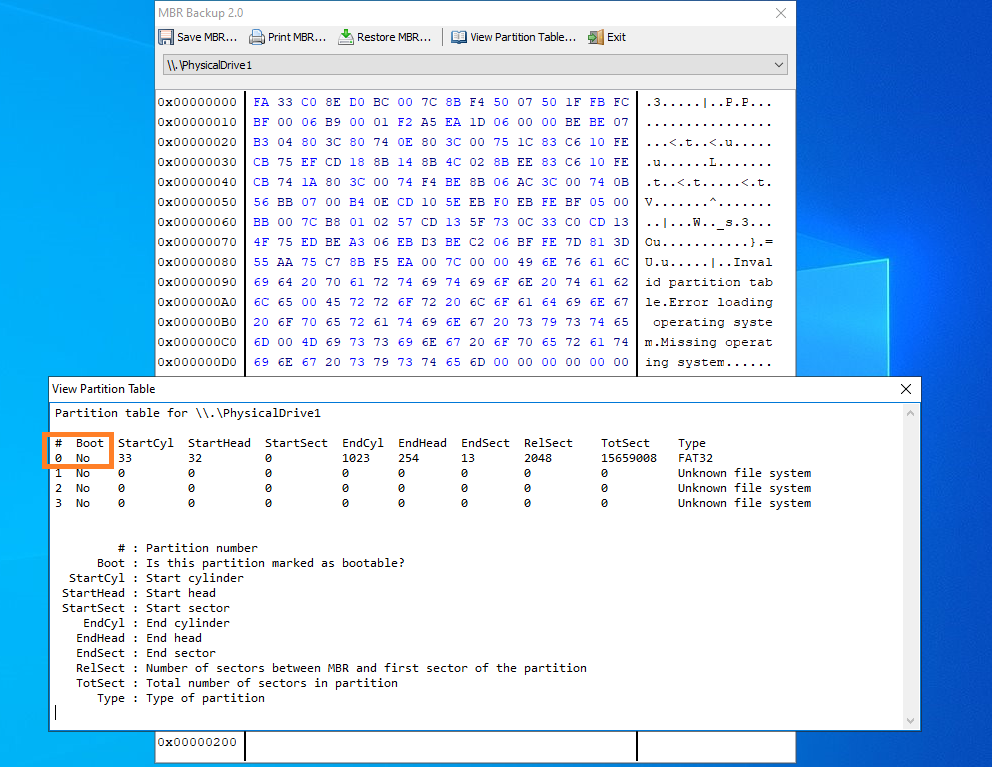 MBR Backup 2.0
Save MBR... Print MBR... Restore MBR... View Partition Table... Exit
\\.\PhysicalDrive1
0x00000000 FA 33 C0 8E D0 BC 00 7C 8B F4 50 07 50 1F FB FC .3.....|..P.P...
0x00000010 BF 00 06 B9 00 01 F2 A5 EA 1D 06 00 00 BE BE 07 ................
0x00000020 B3 04 80 3C 80 74 0E 80 3C 00 75 1C 83 C6 10 FE ...<.t..<.u.....
0x00000030 CB 75 EF CD 18 8B 14 8B 4C 02 8B EE 83 C6 10 FE .u......L.......
0x00000040 CB 74 1A 80 3C 00 74 F4 BE 8B 06 AC 3C 00 74 0B .t..<.t.....<.t.
0x00000050 56 BB 07 00 B4 0E CD 10 5E EB F0 EB FE BF 05 00 V.......^.......
0x00000060 BB 00 7C B8 01 02 57 CD 13 5F 73 0C 33 C0 CD 13 ..|...W.._s.3...
0x00000070 4F 75 ED BE A3 06 EB D3 BE C2 06 BF FE 7D 81 3D Ou...........}.=
0x00000080 55 AA 75 C7 8B F5 EA 00 7C 00 00 49 6E 76 61 6C U.u.....|..Inval
0x00000090 69 64 20 70 61 72 74 69 74 69 6F 6E 20 74 61 62 id partition tab
0x000000A0 6C 65 00 45 72 72 6F 72 20 6C 6F 61 64 69 6E 67 le.Error loading
0x000000B0 20 6F 70 65 72 61 74 69 6E 67 20 73 79 73 74 65 operating syste
0x000000C0 6D 00 4D 69 73 73 69 6E 67 20 6F 70 65 72 61 74 m.Missing operat
0x000000D0 69 6E 67 20 73 79 73 74 65 6D 00 00 00 00 00 00 ing system......
View Partition Table
Partition table for \\.\PhysicalDrive1
# Boot StartCyl StartHead StartSect EndCyl EndHead EndSect RelSect TotSect Type
0 No 33 32 0 1023 254 13 2048 15659008 FAT32
1 No 0 0 0 0 0 0 0 0 Unknown file system
2 No 0 0 0 0 0 0 0 0 Unknown file system
3 No 0 0 0 0 0 0 0 0 Unknown file system
# : Partition number
Boot : Is this partition marked as bootable?
StartCyl : Start cylinder
StartHead : Start head
StartSect : Start sector
EndCyl : End cylinder
EndHead : End head
EndSect : End sector
RelSect : Number of sectors between MBR and first sector of the partition
TotSect : Total number of sectors in partition
Type : Type of partition
0x00000200